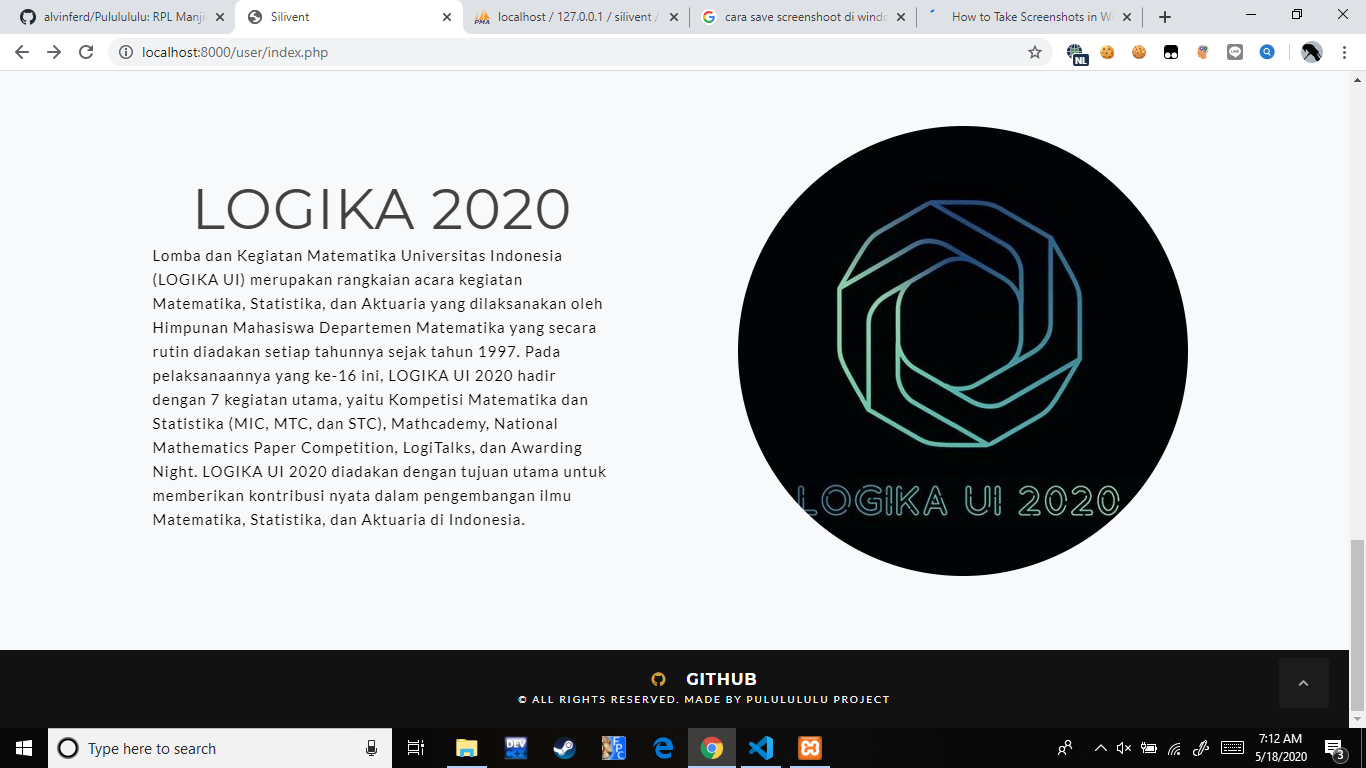 alvinferd/Pulululu: RPL Manji
Silivent
localhost / 127.0.0.1 / silivent /
cara save screenshoot di windo
How to Take Screenshots in Wi
localhost:8000/user/index.php
NL
LOGIKA 2020
Lomba dan Kegiatan Matematika Universitas Indonesia
(LOGIKA UI) merupakan rangkaian acara kegiatan
Matematika, Statistika, dan Aktuaria yang dilaksanakan oleh
Himpunan Mahasiswa Departemen Matematika yang secara
rutin diadakan setiap tahunnya sejak tahun 1997. Pada
pelaksanaannya yang ke-16 ini, LOGIKA UI 2020 hadir
dengan 7 kegiatan utama, yaitu Kompetisi Matematika dan
Statistika (MIC, MTC, dan STC), Mathcademy, National
Mathematics Paper Competition, LogiTalks, dan Awarding
Night. LOGIKA UI 2020 diadakan dengan tujuan utama untuk
memberikan kontribusi nyata dalam pengembangan ilmu
Matematika, Statistika, dan Aktuaria di Indonesia.
LOGIKA UI 2020
GITHUB
© ALL RIGHTS RESERVED. MADE BY PULULULULU PROJECT
Type here to search
DEV
7:12 AM
5/18/2020
3